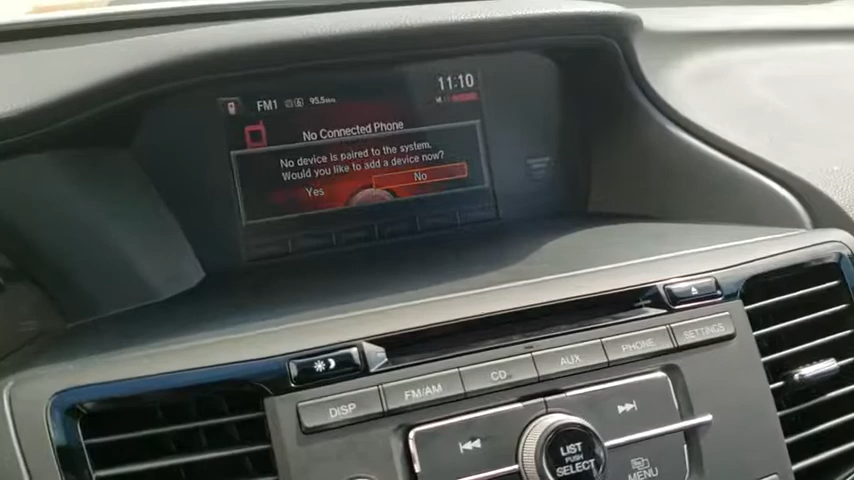 FM1 95.5MHz 11:10
No Connected Phone
No device is paired to the system.
Would you like to add a device now?
Yes No
DISP FM/AM CD AUX PHONE SETTINGS
LIST
PUSH
SELECT
MENU